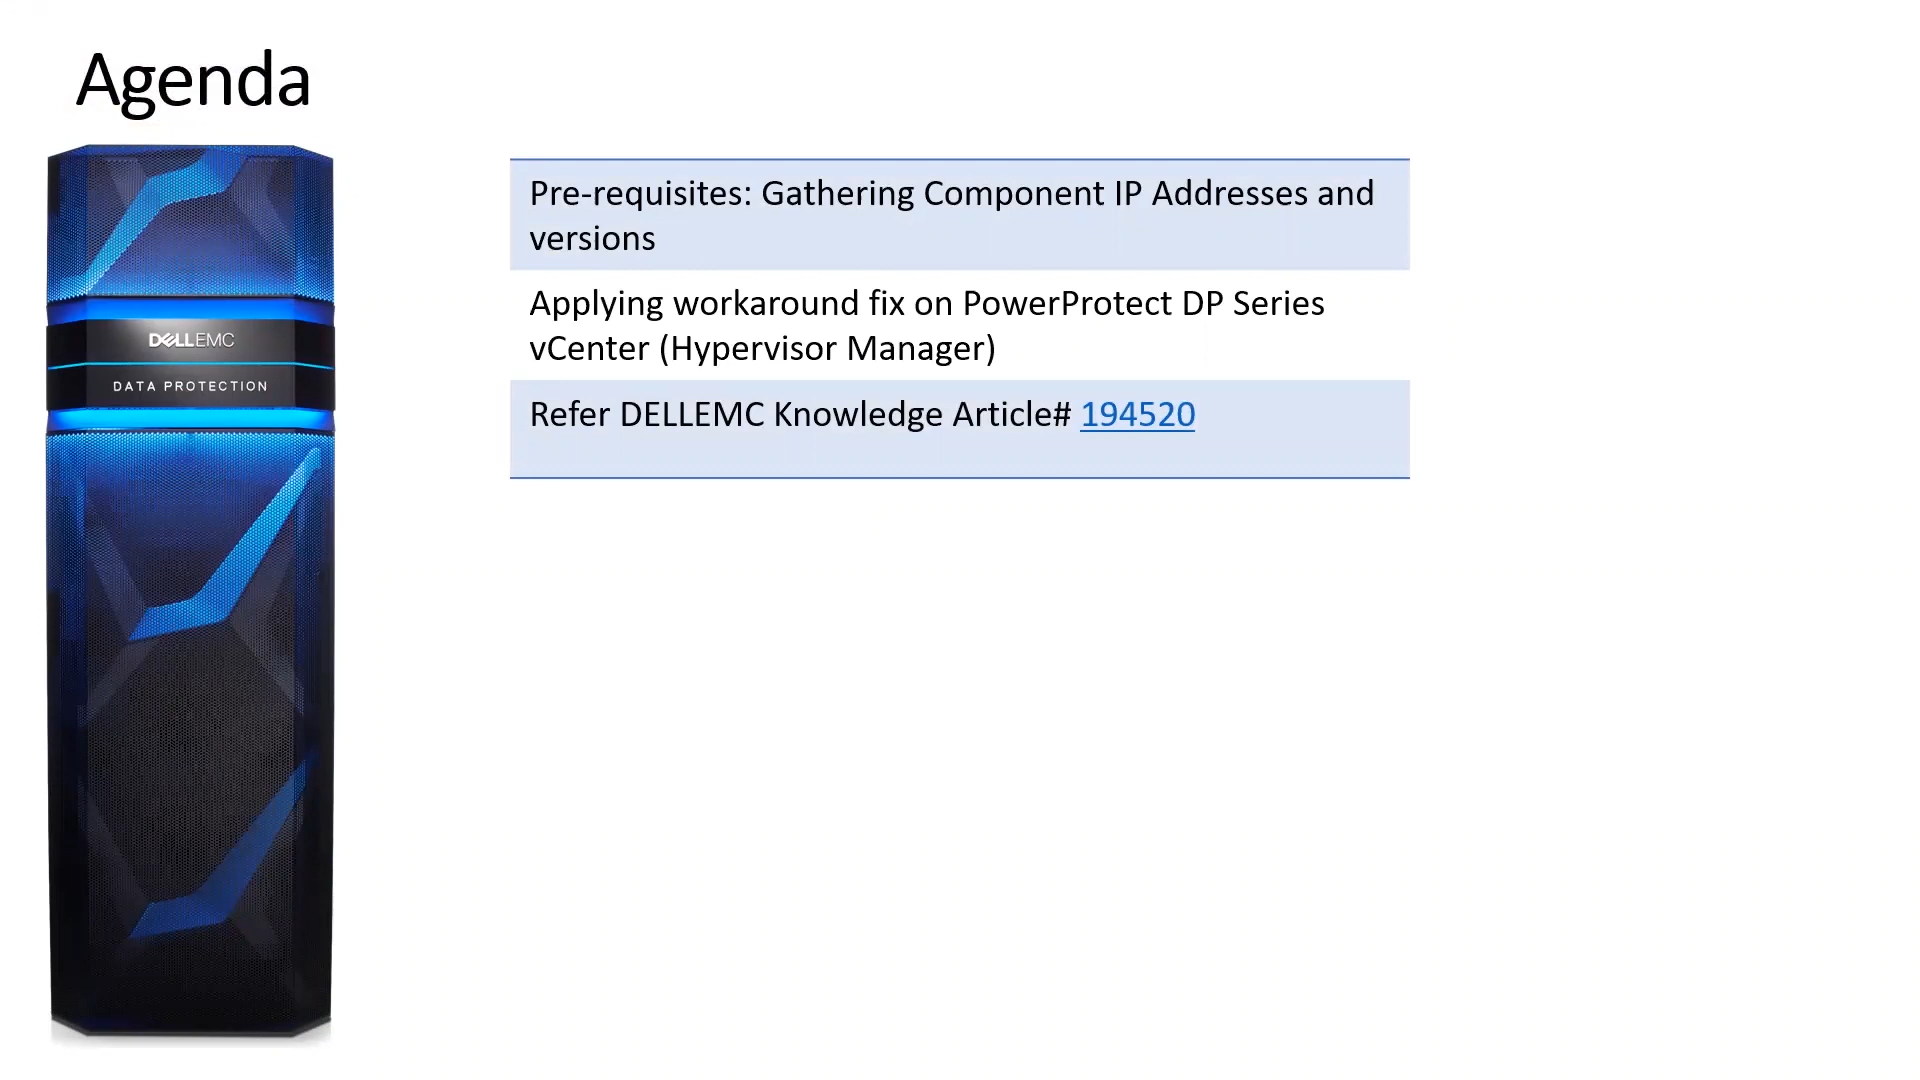 Agenda
DELLEMC
DATA PROTECTION
Pre-requisites: Gathering Component IP Addresses and
versions
Applying workaround fix on PowerProtect DP Series
vCenter (Hypervisor Manager)
Refer DELLEMC Knowledge Article# 194520